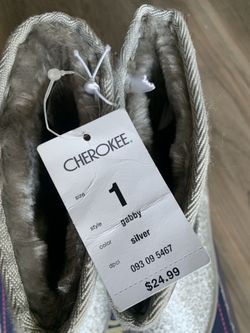 CHEROKEE.
size 1
style gabby
color silver
dpci 093 09 5467
$24.99